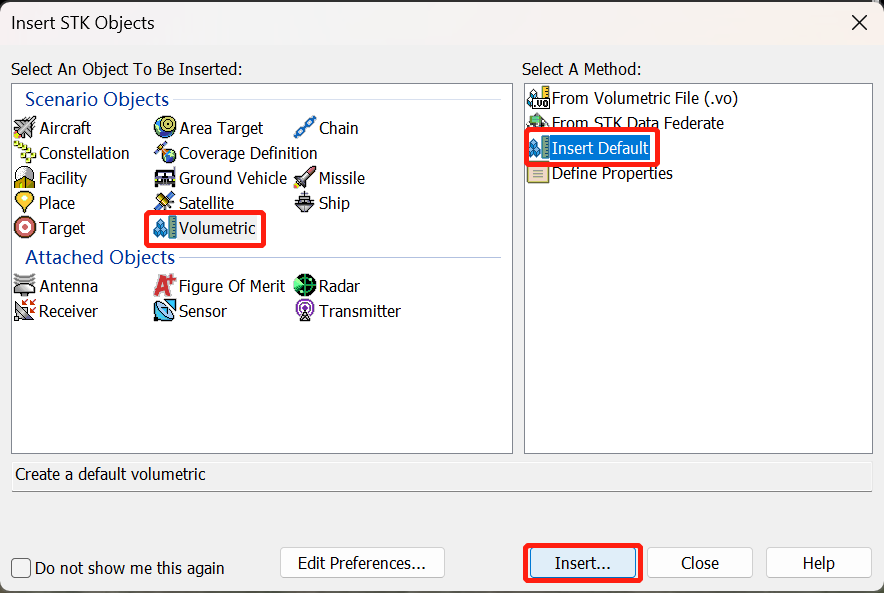 Insert STK Objects
Select An Object To Be Inserted:
Select A Method:
Scenario Objects
Aircraft
Area Target
Chain
Constellation
Coverage Definition
Facility
Ground Vehicle
Missile
Place
Satellite
Ship
Target
Volumetric
Attached Objects
Antenna
Figure Of Merit
Radar
Receiver
Sensor
Transmitter
.VO
From Volumetric File (.vo)
From STK Data Federate
Insert Default
Define Properties
Create a default volumetric
Do not show me this again
Edit Preferences...
Insert...
Close
Help